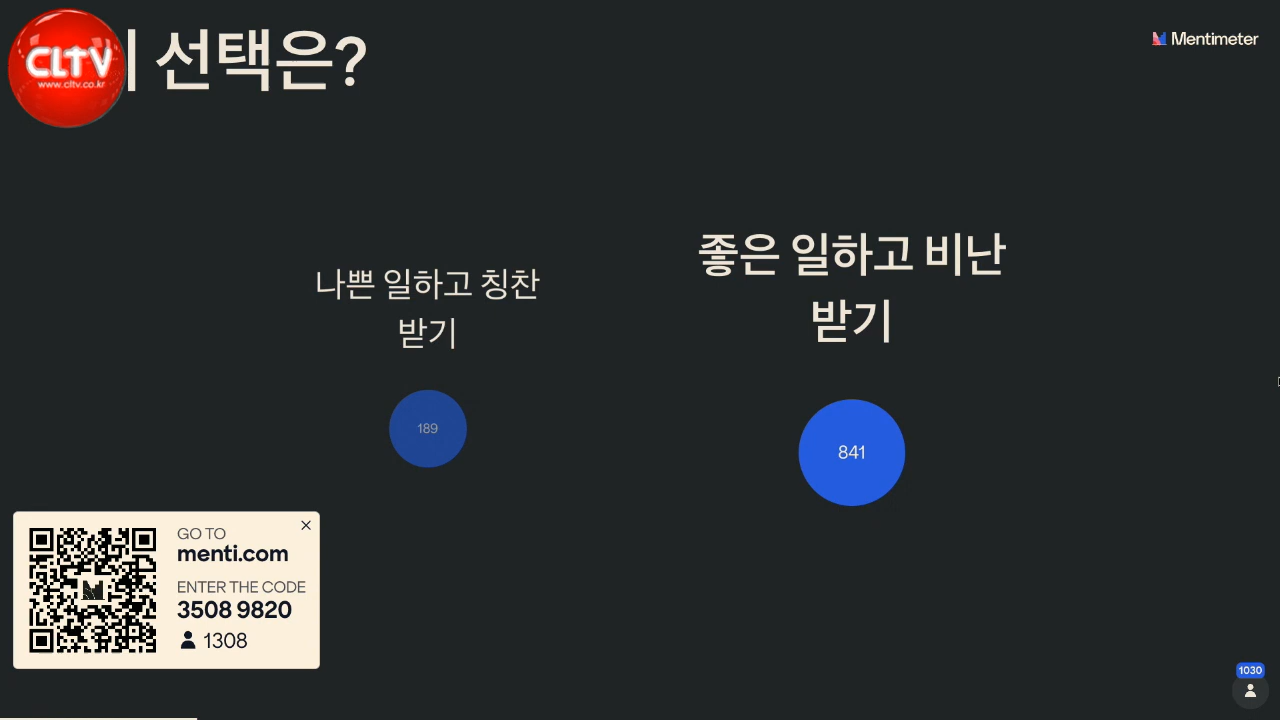 CLTV
www.cltv.co.kr
선택은?
Mentimeter
나쁜 일하고 칭찬
받기
189
좋은 일하고 비난
받기
841
GO TO
menti.com
ENTER THE CODE
3508 9820
1308
1030